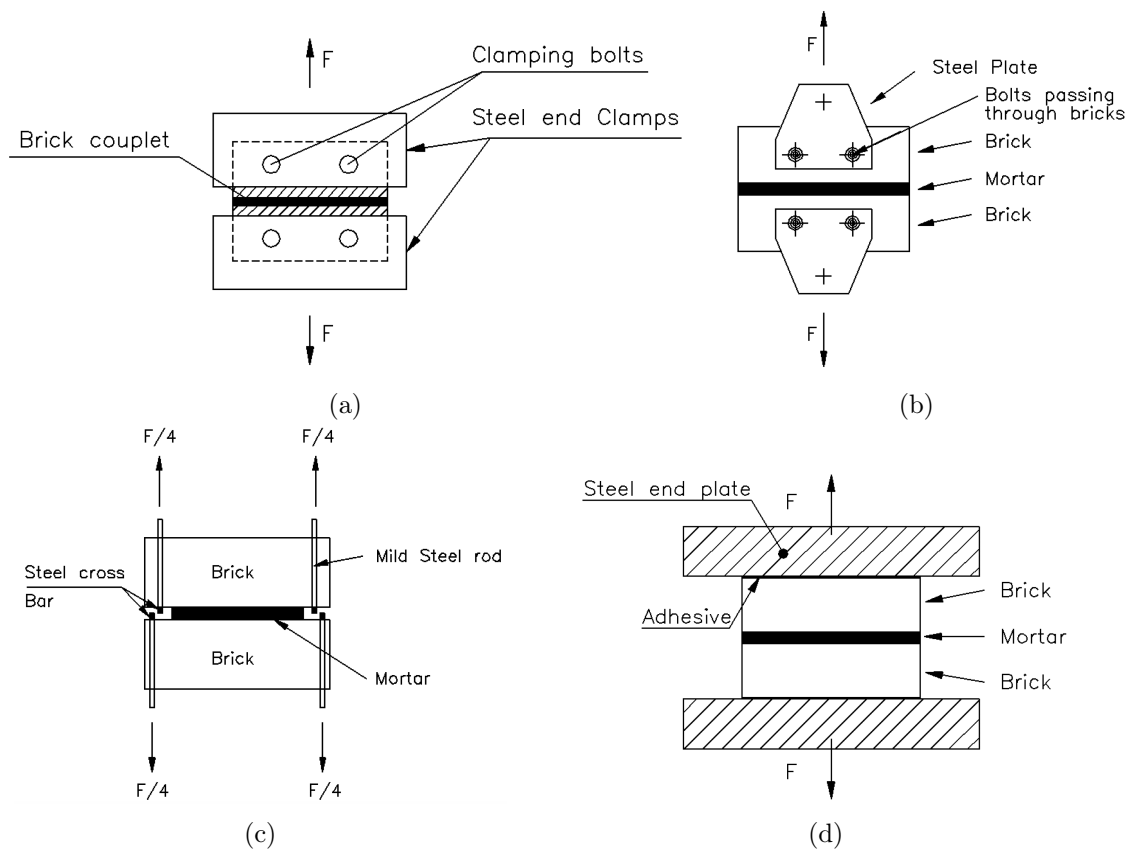 F
Clamping bolts
Steel end Clamps
Brick couplet
F
(a)
F
Steel Plate
Bolts passing
through bricks
Brick
Mortar
Brick
F
(b)
F/4
F/4
Mild Steel rod
Steel cross
Bar
Brick
Brick
Mortar
F/4
F/4
(c)
Steel end plate
F
Adhesive
Brick
Mortar
Brick
F
(d)